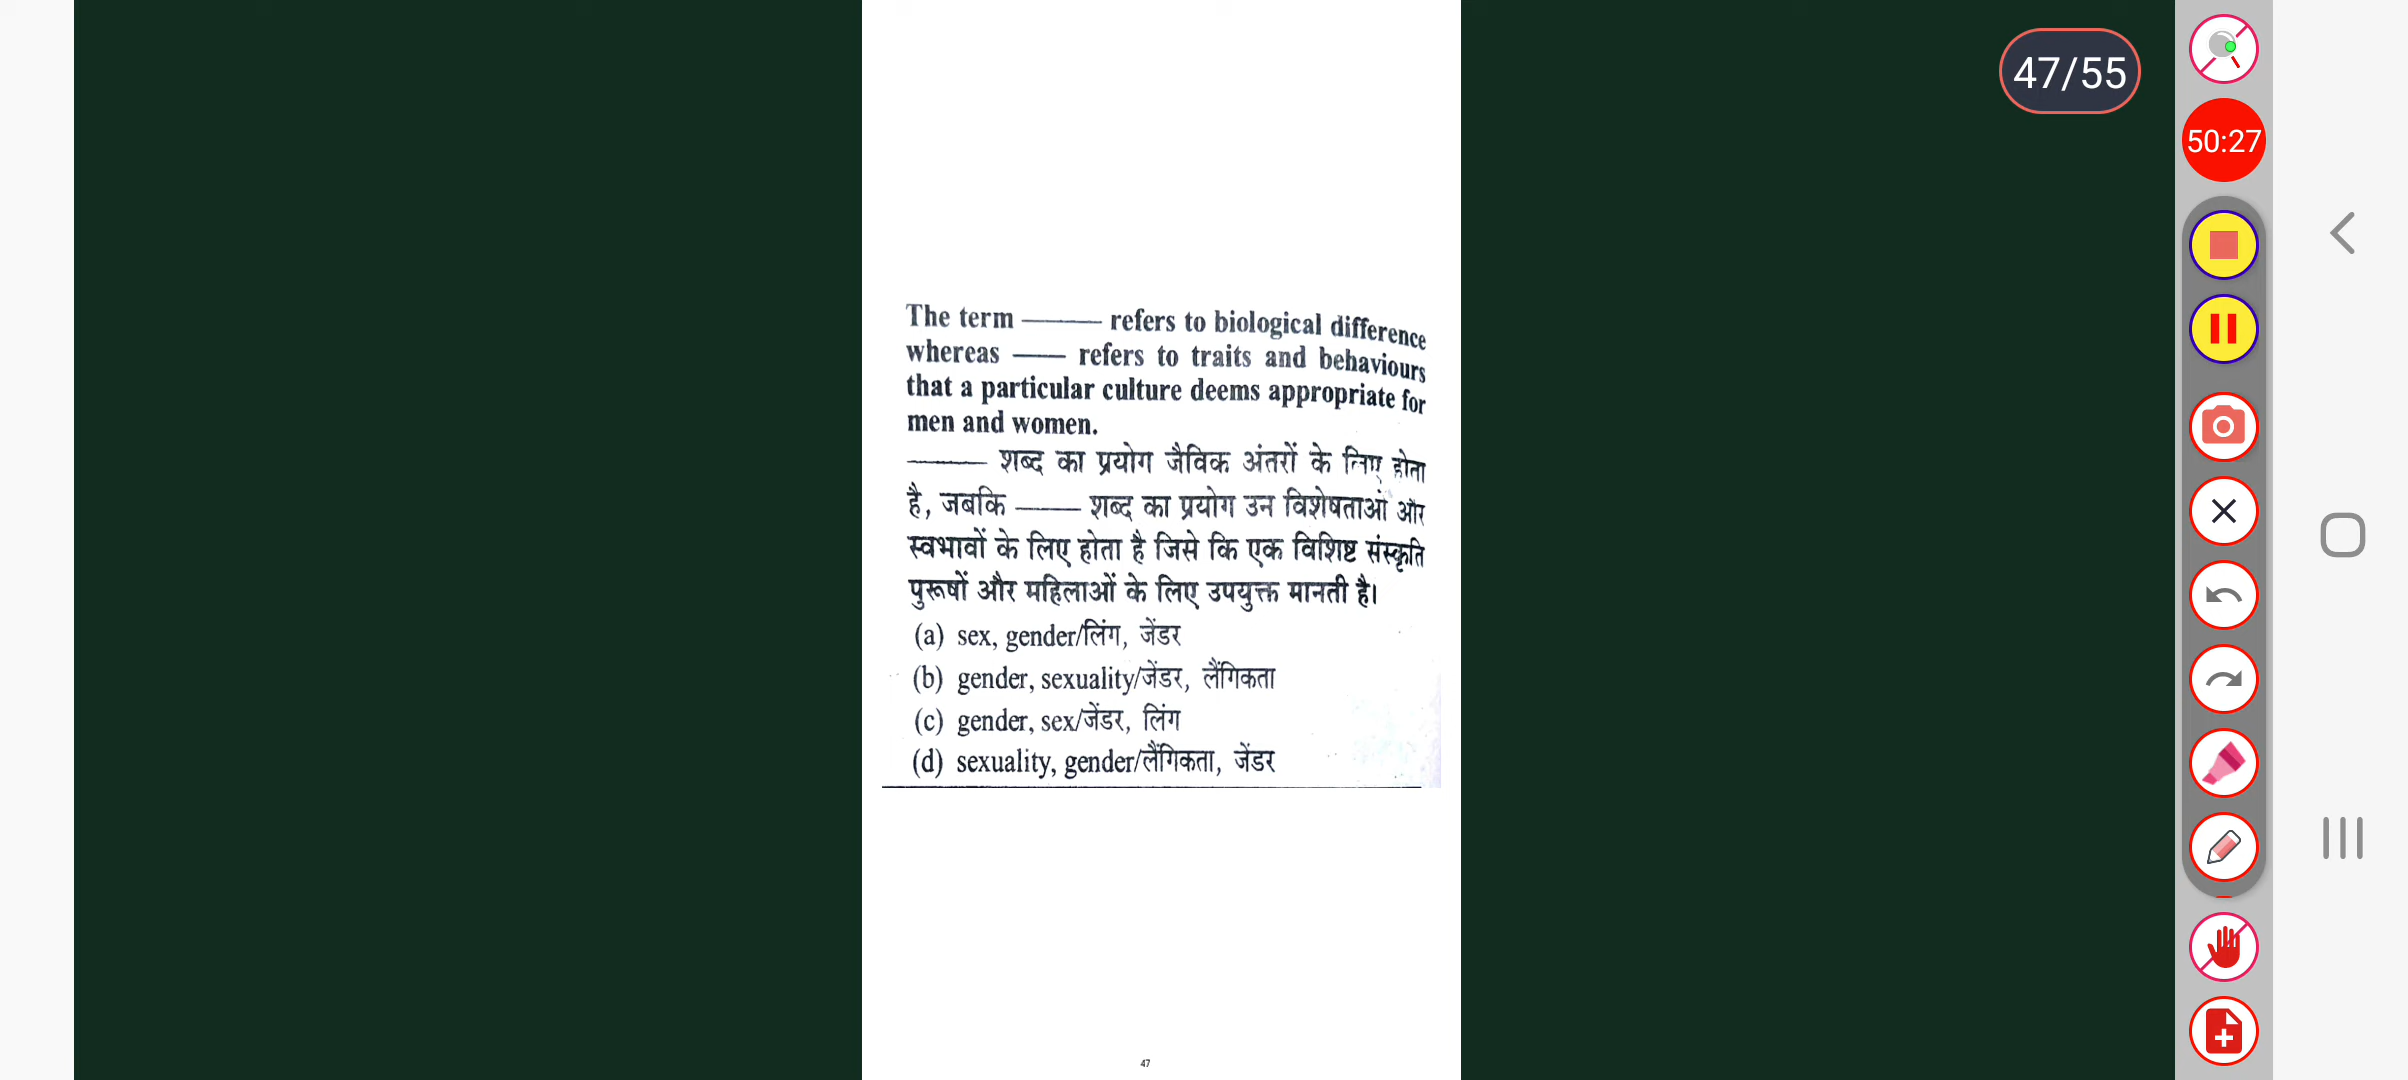 47/55
50:27
The term ——— refers to biological difference
whereas —— refers to traits and behaviours
that a particular culture deems appropriate for
men and women.
——— शब्द का प्रयोग जैविक अंतरों के लिए होता
है, जबकि —— शब्द का प्रयोग उन विशेषताओं और
स्वभावों के लिए होता है जिसे कि एक विशिष्ट संस्कृति
पुरूषों और महिलाओं के लिए उपयुक्त मानती है।
(a) sex, gender/लिंग, जेंडर
(b) gender, sexuality/जेंडर, लैंगिकता
(c) gender, sex/जेंडर, लिंग
(d) sexuality, gender/लैंगिकता, जेंडर
47